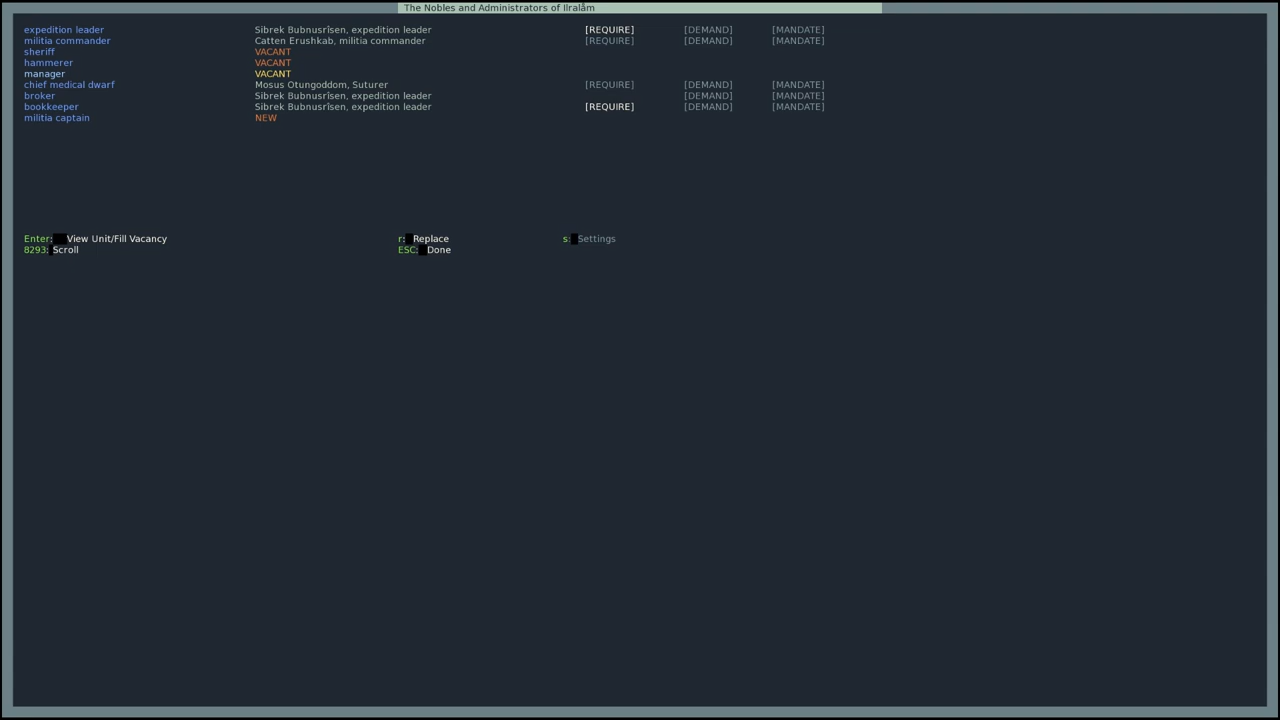 The Nobles and Administrators of Ilralâm
expedition leader Sibrek Bubnusrîsen, expedition leader [REQUIRE] [DEMAND] [MANDATE]
militia commander Catten Erushkab, militia commander [REQUIRE] [DEMAND] [MANDATE]
sheriff VACANT
hammerer VACANT
manager VACANT
chief medical dwarf Mosus Otungoddom, Suturer [REQUIRE] [DEMAND] [MANDATE]
broker Sibrek Bubnusrîsen, expedition leader [DEMAND] [MANDATE]
bookkeeper Sibrek Bubnusrîsen, expedition leader [REQUIRE] [DEMAND] [MANDATE]
militia captain NEW
Enter: View Unit/Fill Vacancy r: Replace s: Settings
8293: Scroll ESC: Done